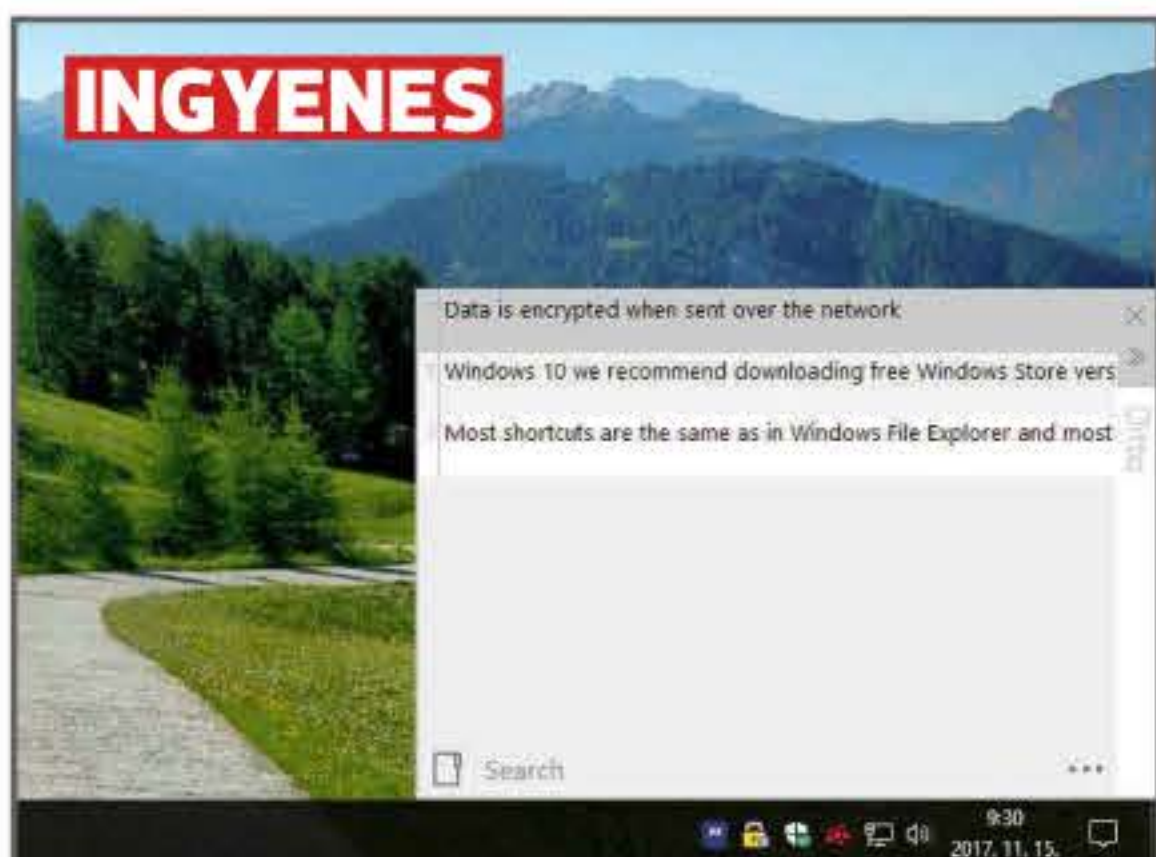 INGYENES
Data is encrypted when sent over the network
Windows 10 we recommend downloading free Windows Store vers
Most shortcuts are the same as in Windows File Explorer and most
Ditto
Search
9:30
2017. 11. 15.